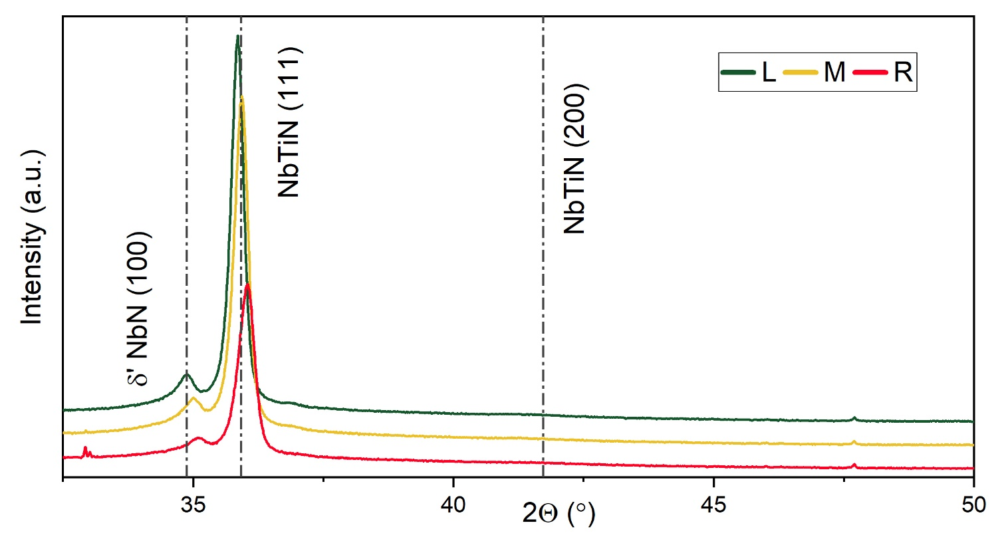 L M R
NbTiN (111)
NbTiN (200)
δ' NbN (100)
Intensity (a.u.)
35 40 45 50
2Θ (°)